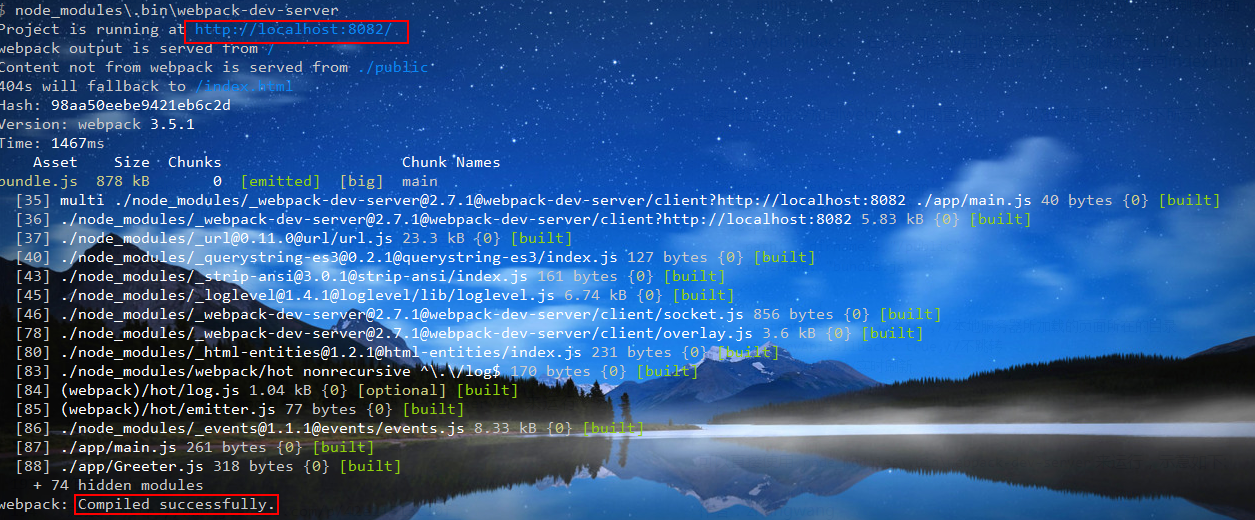 $ node_modules\.bin\webpack-dev-server
Project is running at http://localhost:8082/
webpack output is served from /
Content not from webpack is served from ./public
404s will fallback to /index.html
Hash: 98aa50eebe9421eb6c2d
Version: webpack 3.5.1
Time: 1467ms
Asset Size Chunks Chunk Names
bundle.js 878 kB 0 [emitted] [big] main
[35] multi ./node_modules/_webpack-dev-server@2.7.1@webpack-dev-server/client?http://localhost:8082 ./app/main.js 40 bytes {0} [built]
[36] ./node_modules/_webpack-dev-server@2.7.1@webpack-dev-server/client?http://localhost:8082 5.83 kB {0} [built]
[37] ./node_modules/_url@0.11.0@url/url.js 23.3 kB {0} [built]
[40] ./node_modules/_querystring-es3@0.2.1@querystring-es3/index.js 127 bytes {0} [built]
[43] ./node_modules/_strip-ansi@3.0.1@strip-ansi/index.js 161 bytes {0} [built]
[45] ./node_modules/_loglevel@1.4.1@loglevel/lib/loglevel.js 6.74 kB {0} [built]
[46] ./node_modules/_webpack-dev-server@2.7.1@webpack-dev-server/client/socket.js 856 bytes {0} [built]
[78] ./node_modules/_webpack-dev-server@2.7.1@webpack-dev-server/client/overlay.js 3.6 kB {0} [built]
[80] ./node_modules/_html-entities@1.2.1@html-entities/index.js 231 bytes {0} [built]
[83] ./node_modules/webpack/hot nonrecursive ^\.\/log$ 170 bytes {0} [built]
[84] (webpack)/hot/log.js 1.04 kB {0} [optional] [built]
[85] (webpack)/hot/emitter.js 77 bytes {0} [built]
[86] ./node_modules/_events@1.1.1@events/events.js 8.33 kB {0} [built]
[87] ./app/main.js 261 bytes {0} [built]
[88] ./app/Greeter.js 318 bytes {0} [built]
+ 74 hidden modules
webpack: Compiled successfully.